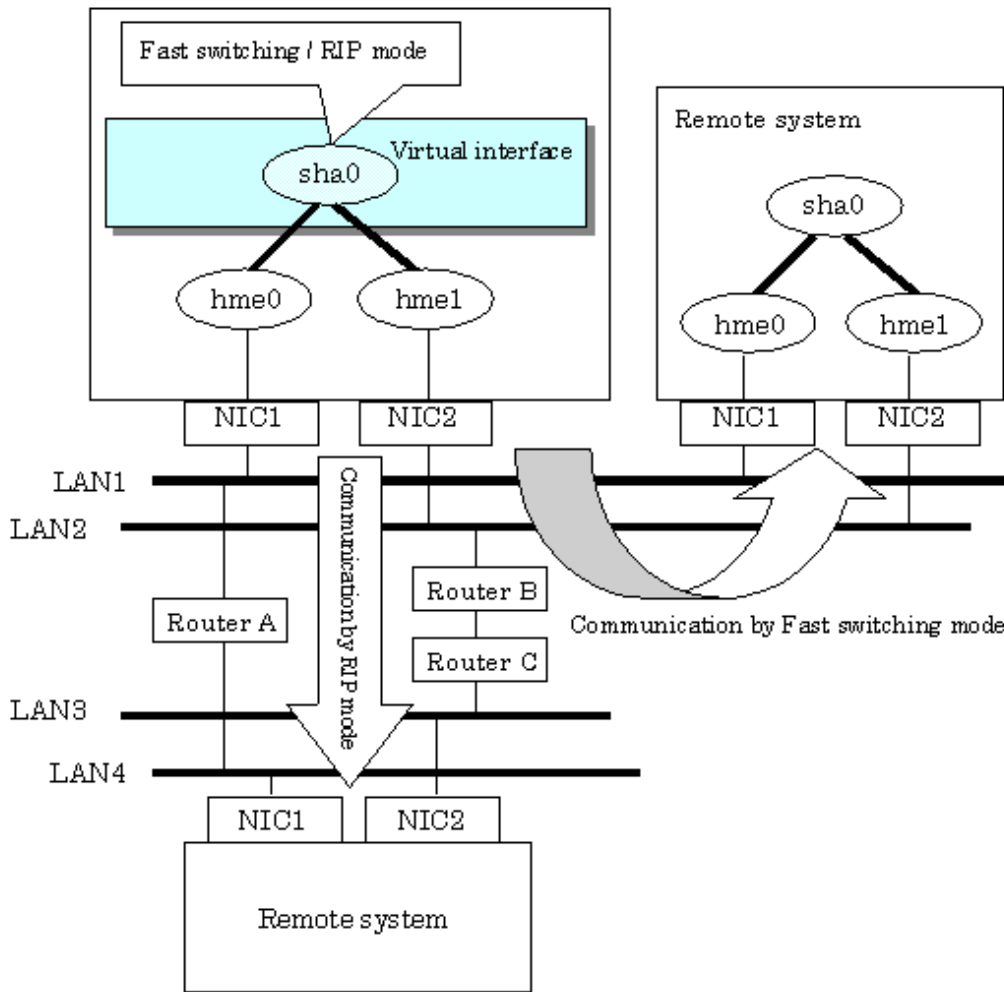 Fast switching / RIP mode
Virtual interface
sha0
hme0
hme1
NIC1
NIC2
Remote system
sha0
hme0
hme1
NIC1
NIC2
LAN1
LAN2
Communication by RIP mode
Router A
Router B
Router C
Communication by Fast switching mode
LAN3
LAN4
NIC1
NIC2
Remote system